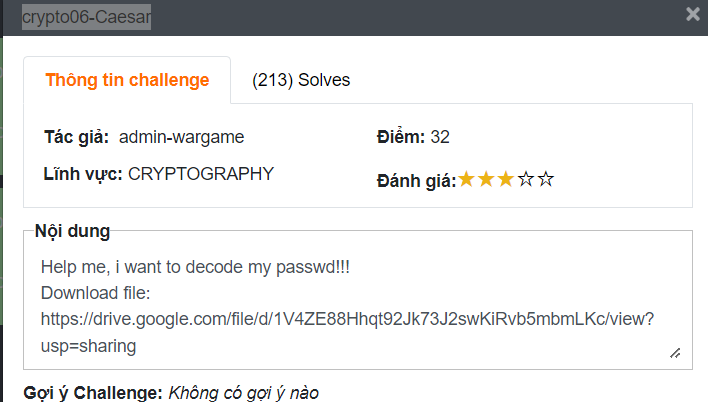 crypto06-Caesar
Thông tin challenge
(213) Solves
Tác giả: admin-wargame
Điểm: 32
Lĩnh vực: CRYPTOGRAPHY
Đánh giá:★★★☆☆
Nội dung
Help me, i want to decode my passwd!!!
Download file:
https://drive.google.com/file/d/1V4ZE88Hhqt92Jk73J2swKiRvb5mbmLKc/view?
usp=sharing
Gợi ý Challenge: Không có gợi ý nào